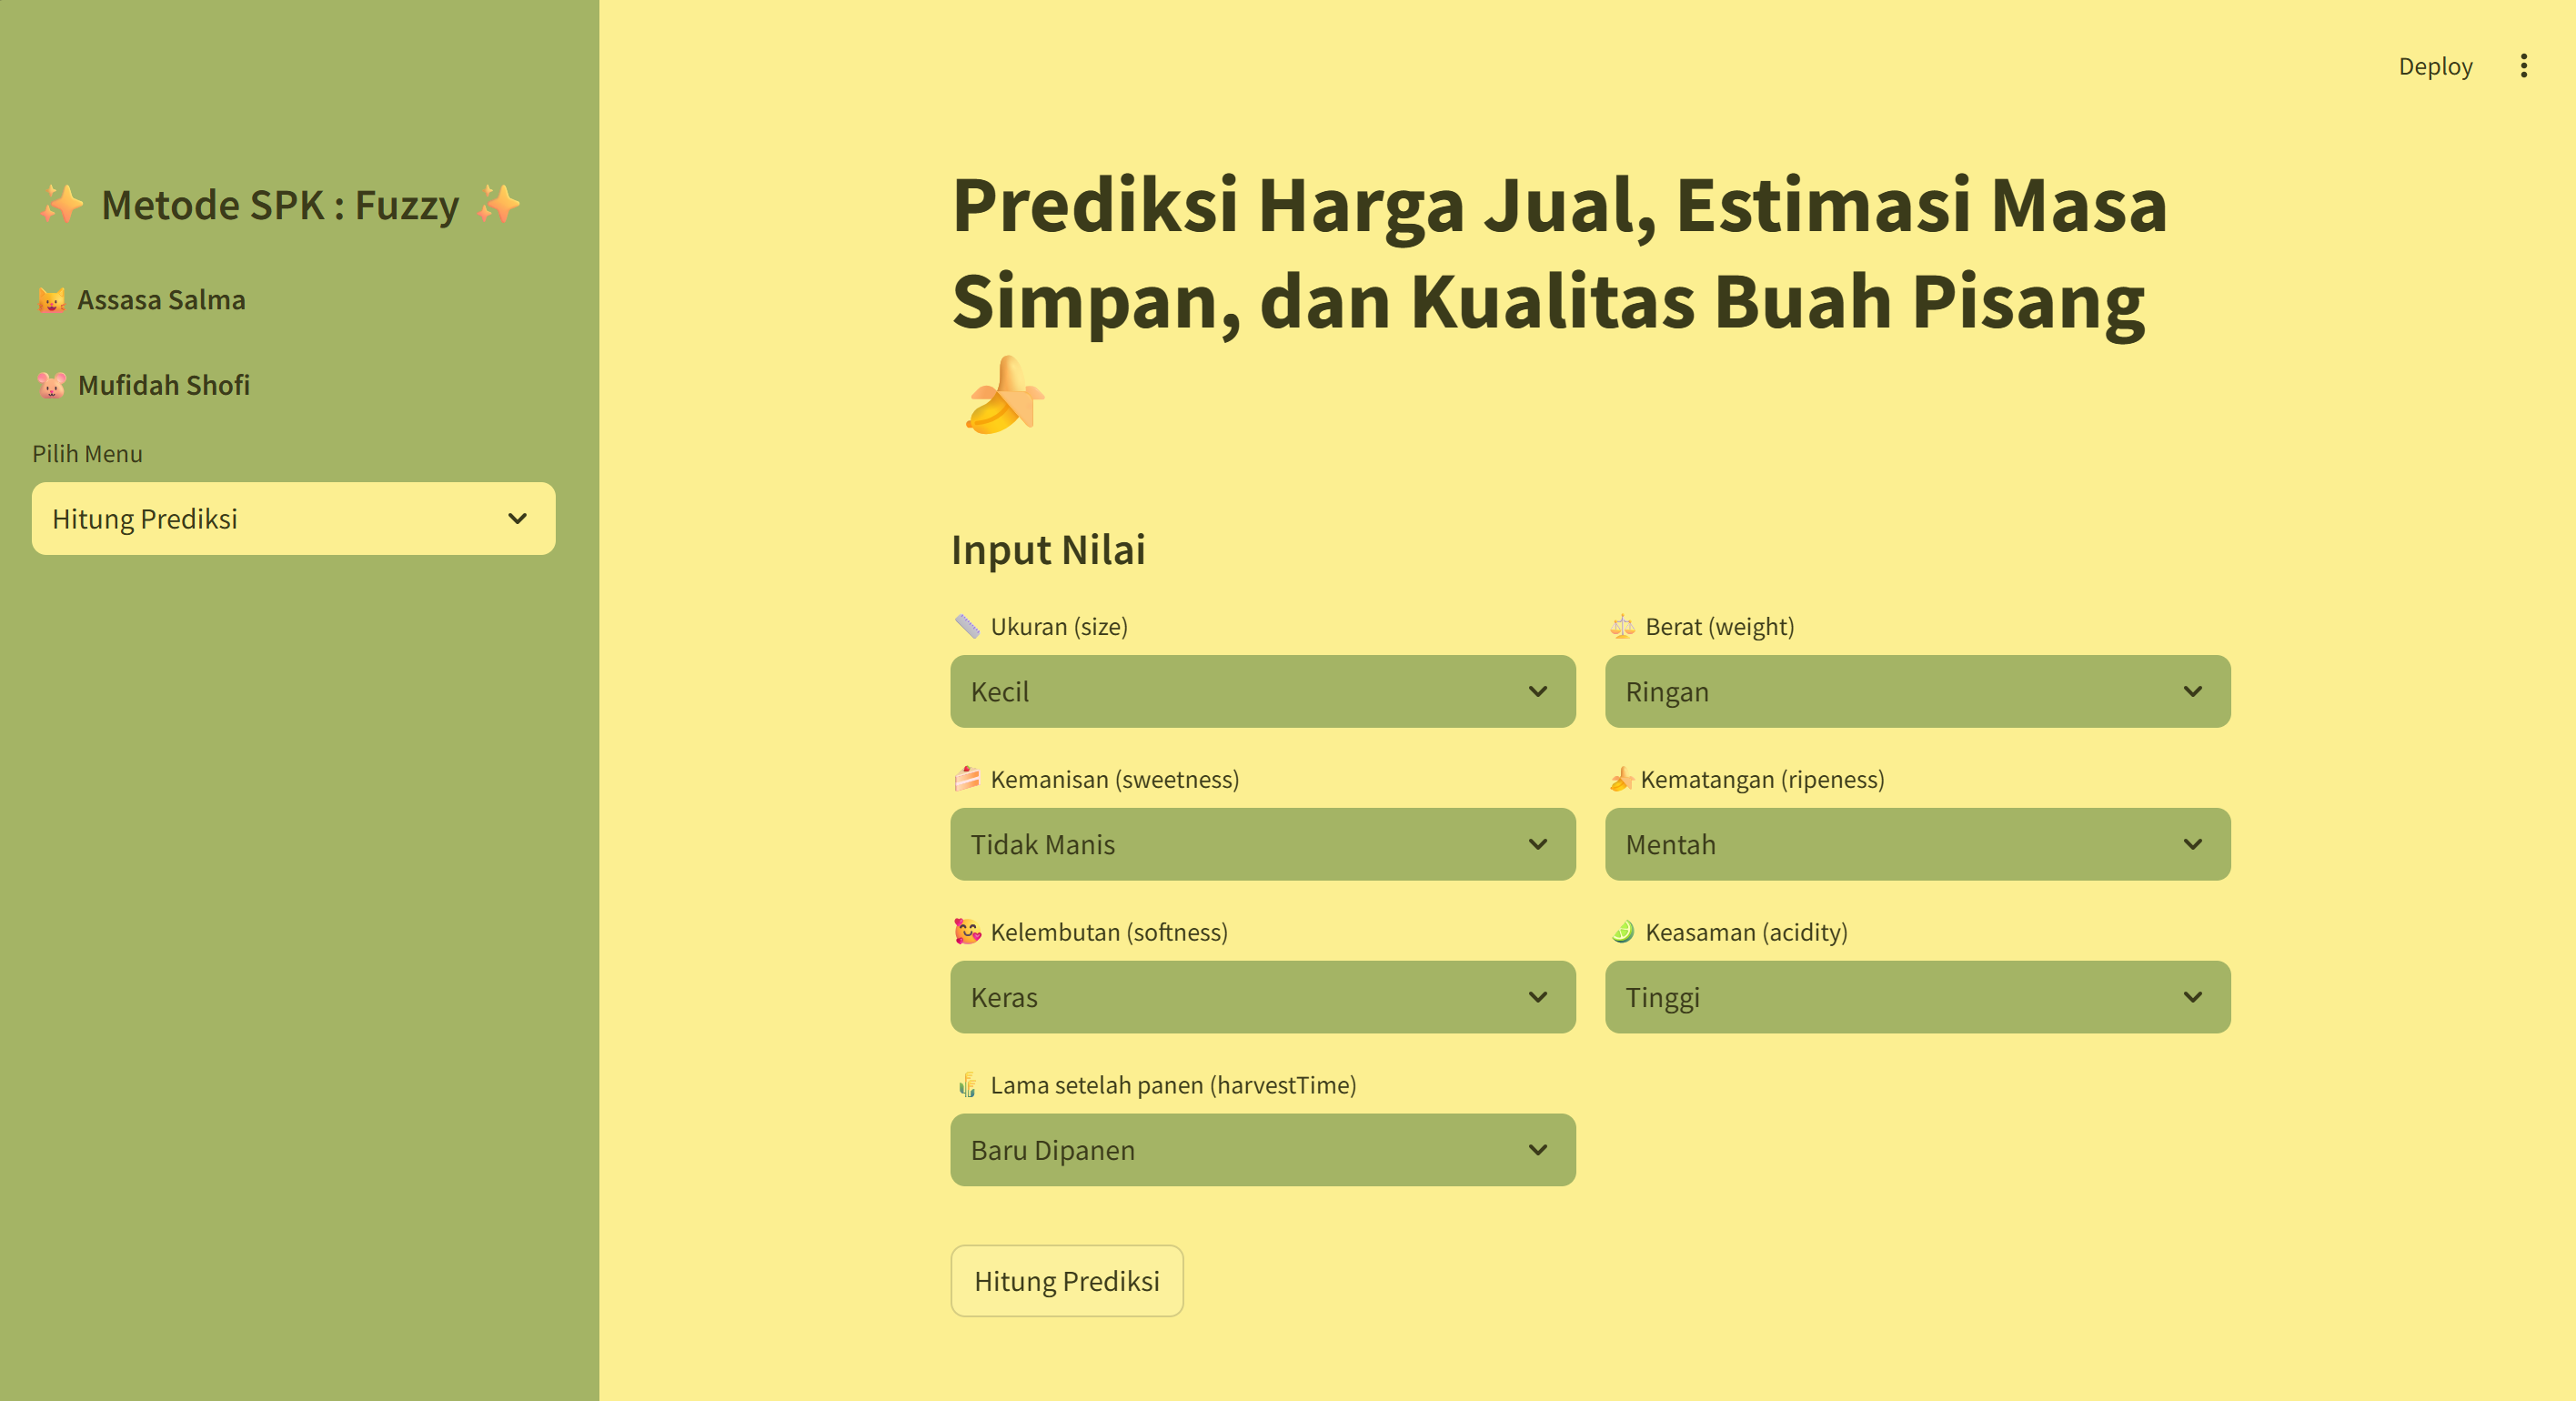 Deploy
✨ Metode SPK : Fuzzy ✨
😺 Assasa Salma
🐭 Mufidah Shofi
Pilih Menu
Hitung Prediksi
Prediksi Harga Jual, Estimasi Masa
Simpan, dan Kualitas Buah Pisang
🍌
Input Nilai
📏 Ukuran (size)
Kecil
⚖️ Berat (weight)
Ringan
🍰 Kemanisan (sweetness)
Tidak Manis
🍌 Kematangan (ripeness)
Mentah
🥰 Kelembutan (softness)
Keras
🍋‍🟩 Keasaman (acidity)
Tinggi
🌾 Lama setelah panen (harvestTime)
Baru Dipanen
Hitung Prediksi